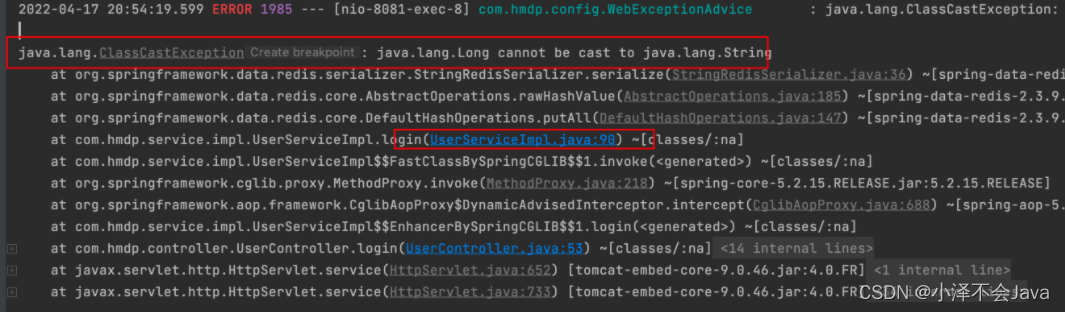 2022-04-17 20:54:19.599 ERROR 1985 --- [nio-8081-exec-8] com.hmdp.config.WebExceptionAdvice : java.lang.ClassCastException:
java.lang.ClassCastException Create breakpoint : java.lang.Long cannot be cast to java.lang.String
at org.springframework.data.redis.serializer.StringRedisSerializer.serialize(StringRedisSerializer.java:36) ~[spring-data-redi
at org.springframework.data.redis.core.AbstractOperations.rawHashValue(AbstractOperations.java:185) ~[spring-data-redis-2.3.9.
at org.springframework.data.redis.core.DefaultHashOperations.putAll(DefaultHashOperations.java:147) ~[spring-data-redis-2.3.9.
at com.hmdp.service.impl.UserServiceImpl.login(UserServiceImpl.java:90) ~[classes/:na]
at com.hmdp.service.impl.UserServiceImpl$$FastClassBySpringCGLIB$$1.invoke(<generated>) ~[classes/:na]
at org.springframework.cglib.proxy.MethodProxy.invoke(MethodProxy.java:218) ~[spring-core-5.2.15.RELEASE.jar:5.2.15.RELEASE]
at org.springframework.aop.framework.CglibAopProxy$DynamicAdvisedInterceptor.intercept(CglibAopProxy.java:688) ~[spring-aop-5.
at com.hmdp.service.impl.UserServiceImpl$$EnhancerBySpringCGLIB$$1.login(<generated>) ~[classes/:na]
at com.hmdp.controller.UserController.login(UserController.java:53) ~[classes/:na] <14 internal lines>
at javax.servlet.http.HttpServlet.service(HttpServlet.java:652) [tomcat-embed-core-9.0.46.jar:4.0.FR] <1 internal line>
at javax.servlet.http.HttpServlet.service(HttpServlet.java:733) [tomcat-embed-core-9.0.46.jar:4.0.FR]
CSDN @小泽不会Java